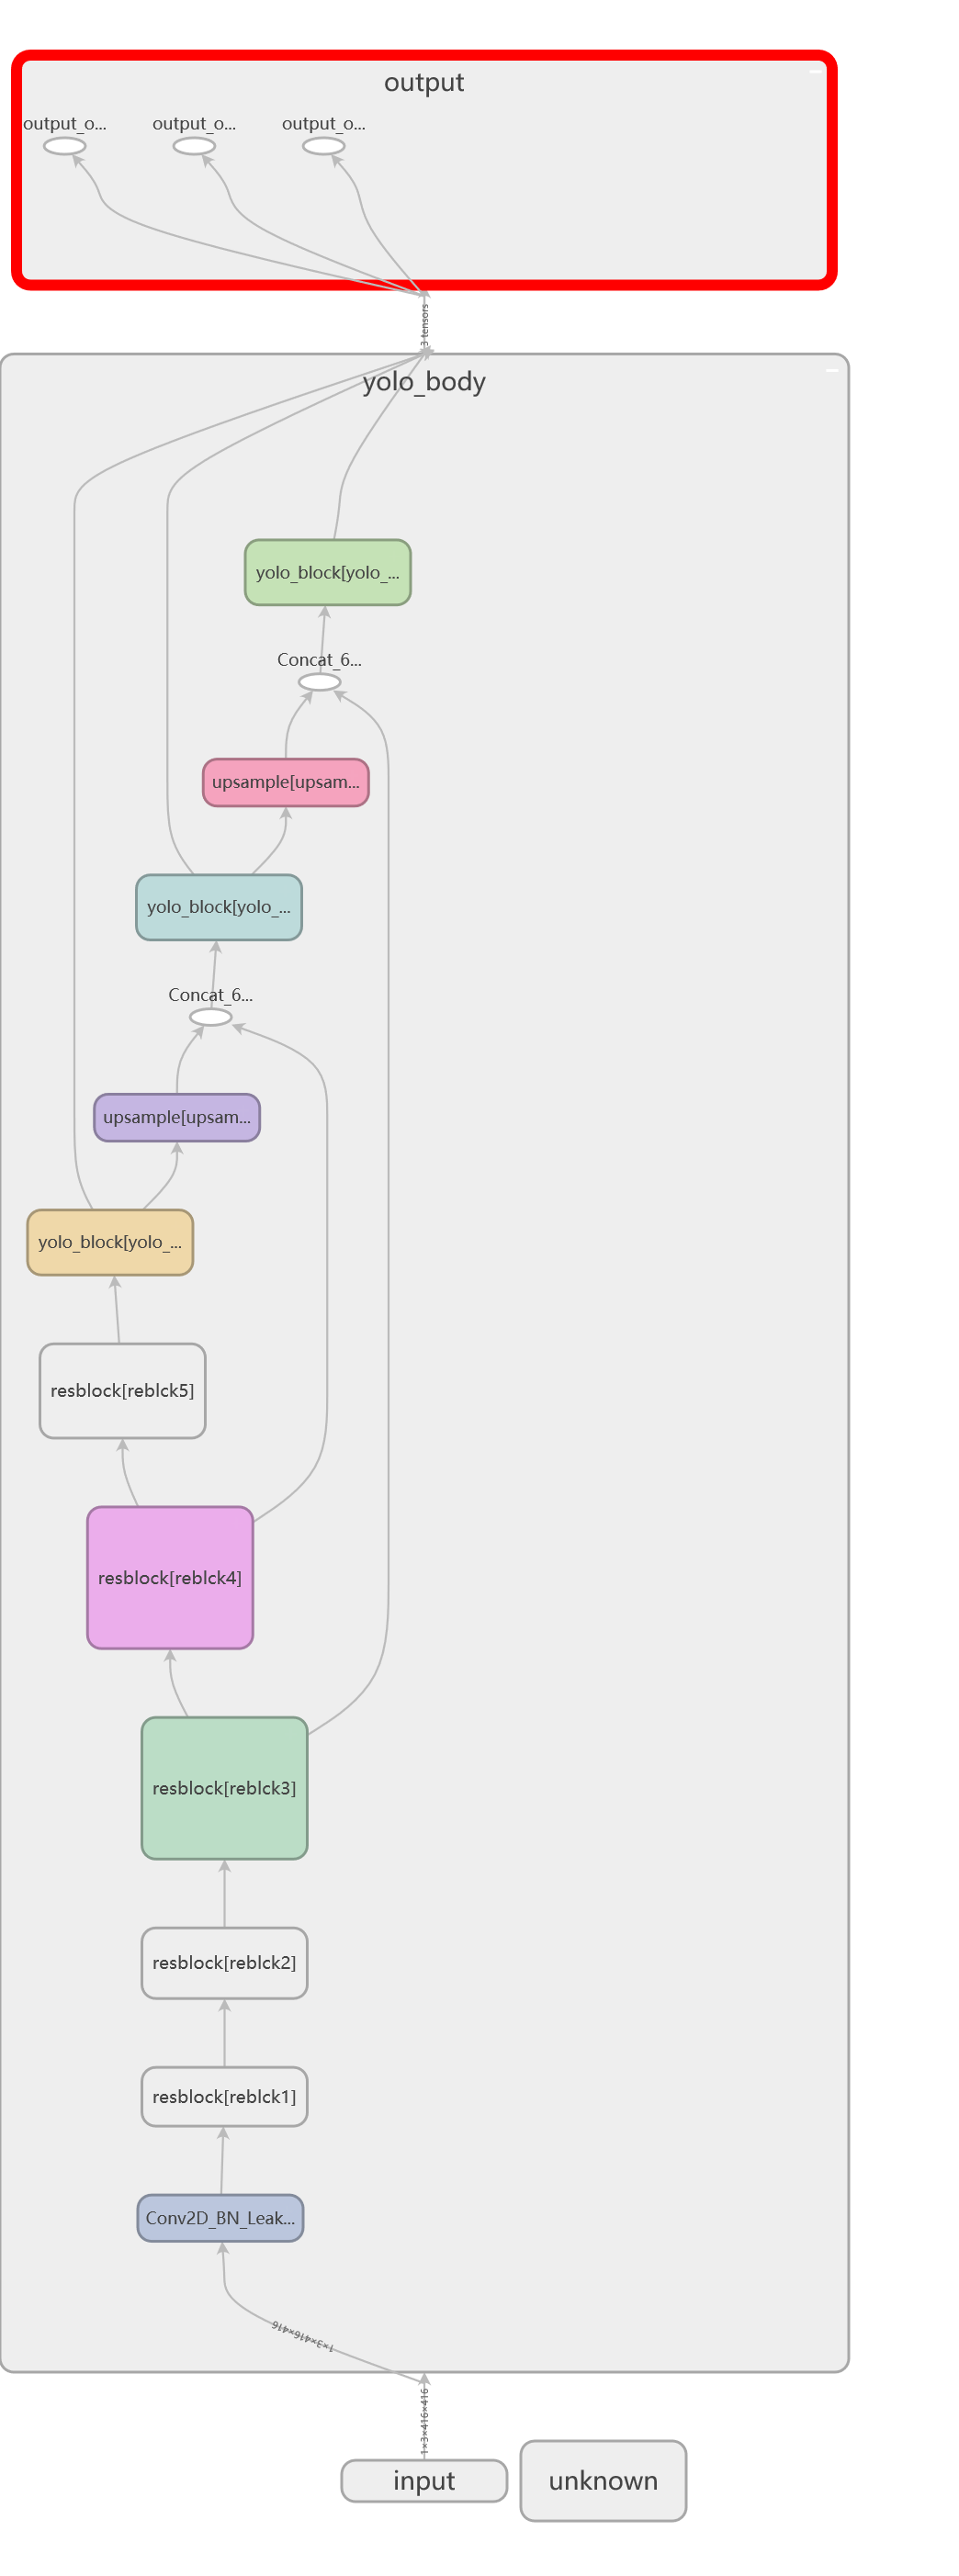 output
output_o...
output_o...
output_o...
3 tensors
yolo_body
yolo_block[yolo_...
Concat_6...
upsample[upsam...
yolo_block[yolo_...
Concat_6...
upsample[upsam...
yolo_block[yolo_...
resblock[reblck5]
resblock[reblck4]
resblock[reblck3]
resblock[reblck2]
resblock[reblck1]
Conv2D_BN_Leak...
1×3×416×416
1×3×416×416
input
unknown